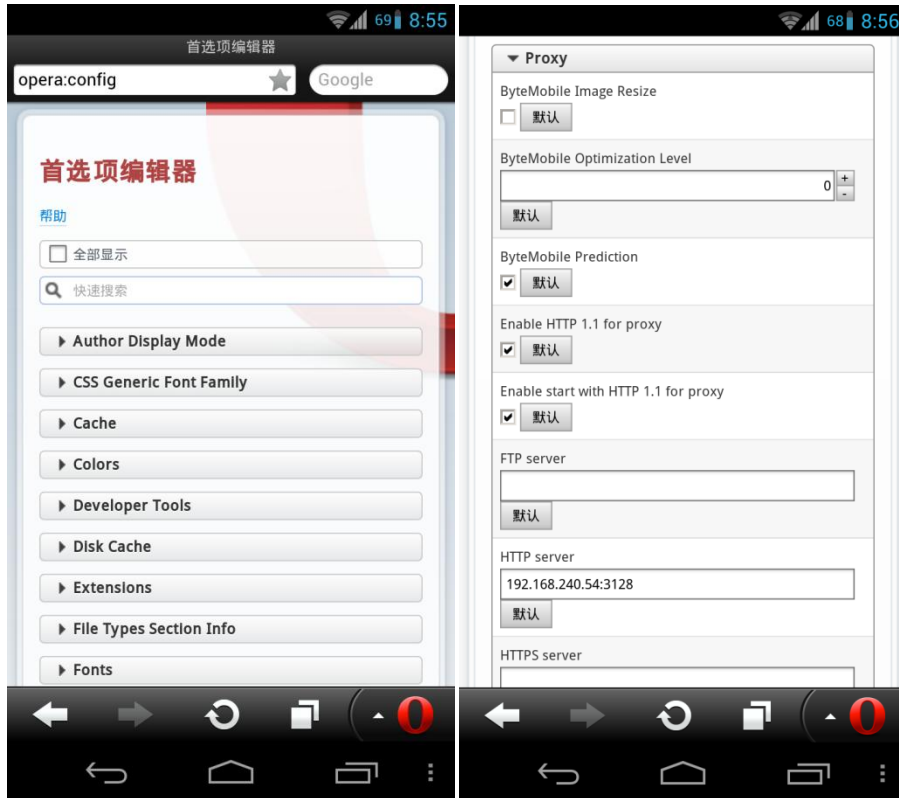 69 8:55
首选项编辑器
opera:config
Google
首选项编辑器
帮助
全部显示
快速搜索
Author Display Mode
CSS Generic Font Family
Cache
Colors
Developer Tools
Disk Cache
Extensions
File Types Section Info
Fonts
68 8:56
Proxy
ByteMobile Image Resize
默认
ByteMobile Optimization Level
0
+
-
默认
ByteMobile Prediction
默认
Enable HTTP 1.1 for proxy
默认
Enable start with HTTP 1.1 for proxy
默认
FTP server
默认
HTTP server
192.168.240.54:3128
默认
HTTPS server